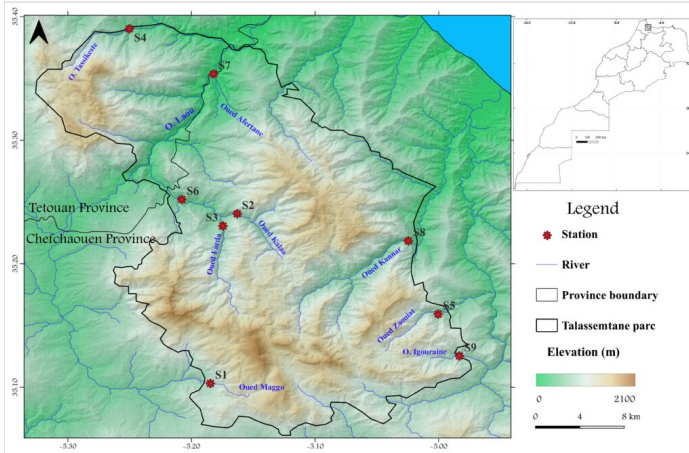 35.40
35.30
35.20
35.10
-5.30
-5.20
-5.10
-5.00
S4
O. Tassikeste
S7
O. Laou
Oued Afertane
S6
S2
S3
Tetouan Province
Chefchaouen Province
Oued Farda
Oued Kalaa
S8
Oued Kannar
S5
Oued Zaouiat
O. Igouraine
S9
S1
Oued Maggo
Legend
Station
River
Province boundary
Talassemtane parc
Elevation (m)
0
2100
0
4
8 km